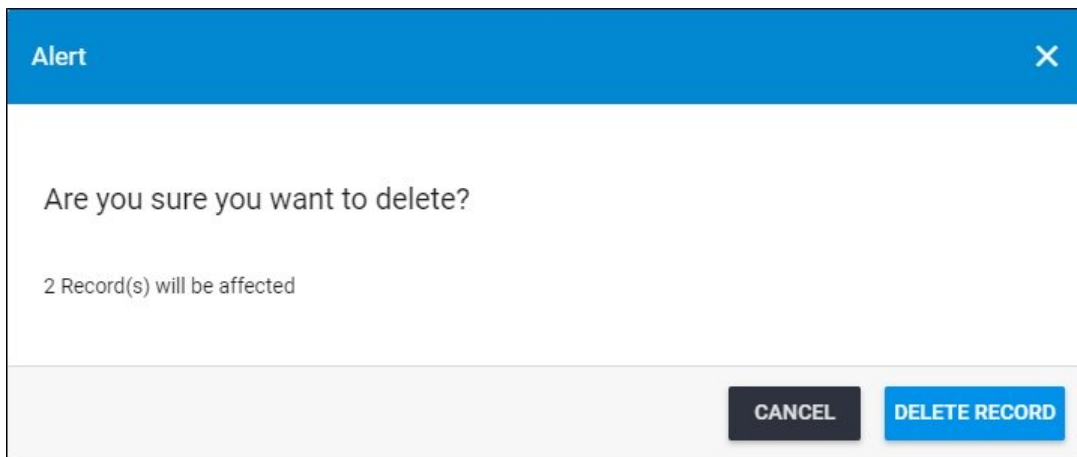 Alert
Are you sure you want to delete?
2 Record(s) will be affected
CANCEL DELETE RECORD